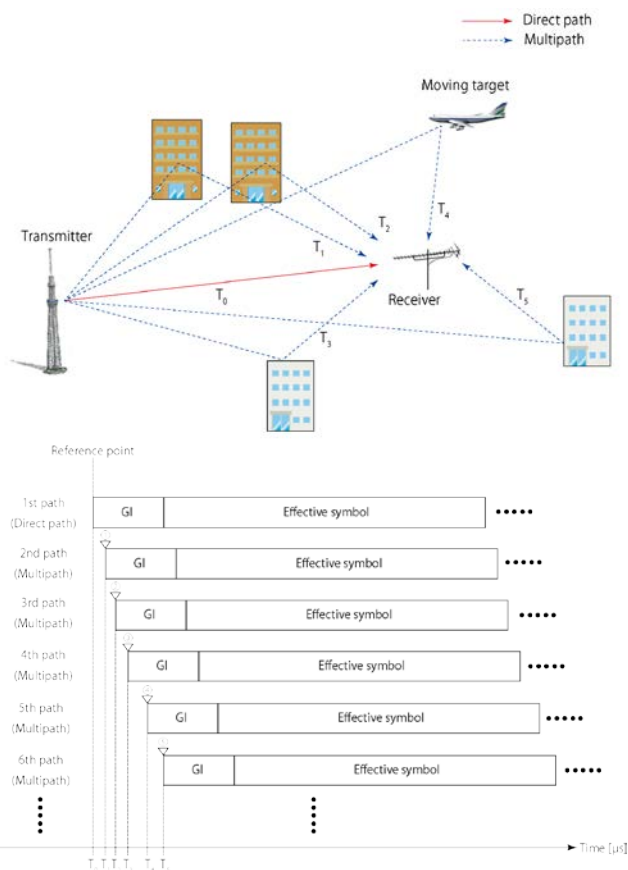 Direct path
Multipath
Moving target
Transmitter
T1
T2
T4
T0
Receiver
T5
T3
Reference point
1st path
(Direct path)
GI
Effective symbol
2nd path
(Multipath)
GI
Effective symbol
3rd path
(Multipath)
GI
Effective symbol
4th path
(Multipath)
GI
Effective symbol
5th path
(Multipath)
GI
Effective symbol
6th path
(Multipath)
GI
Effective symbol
Time [μs]